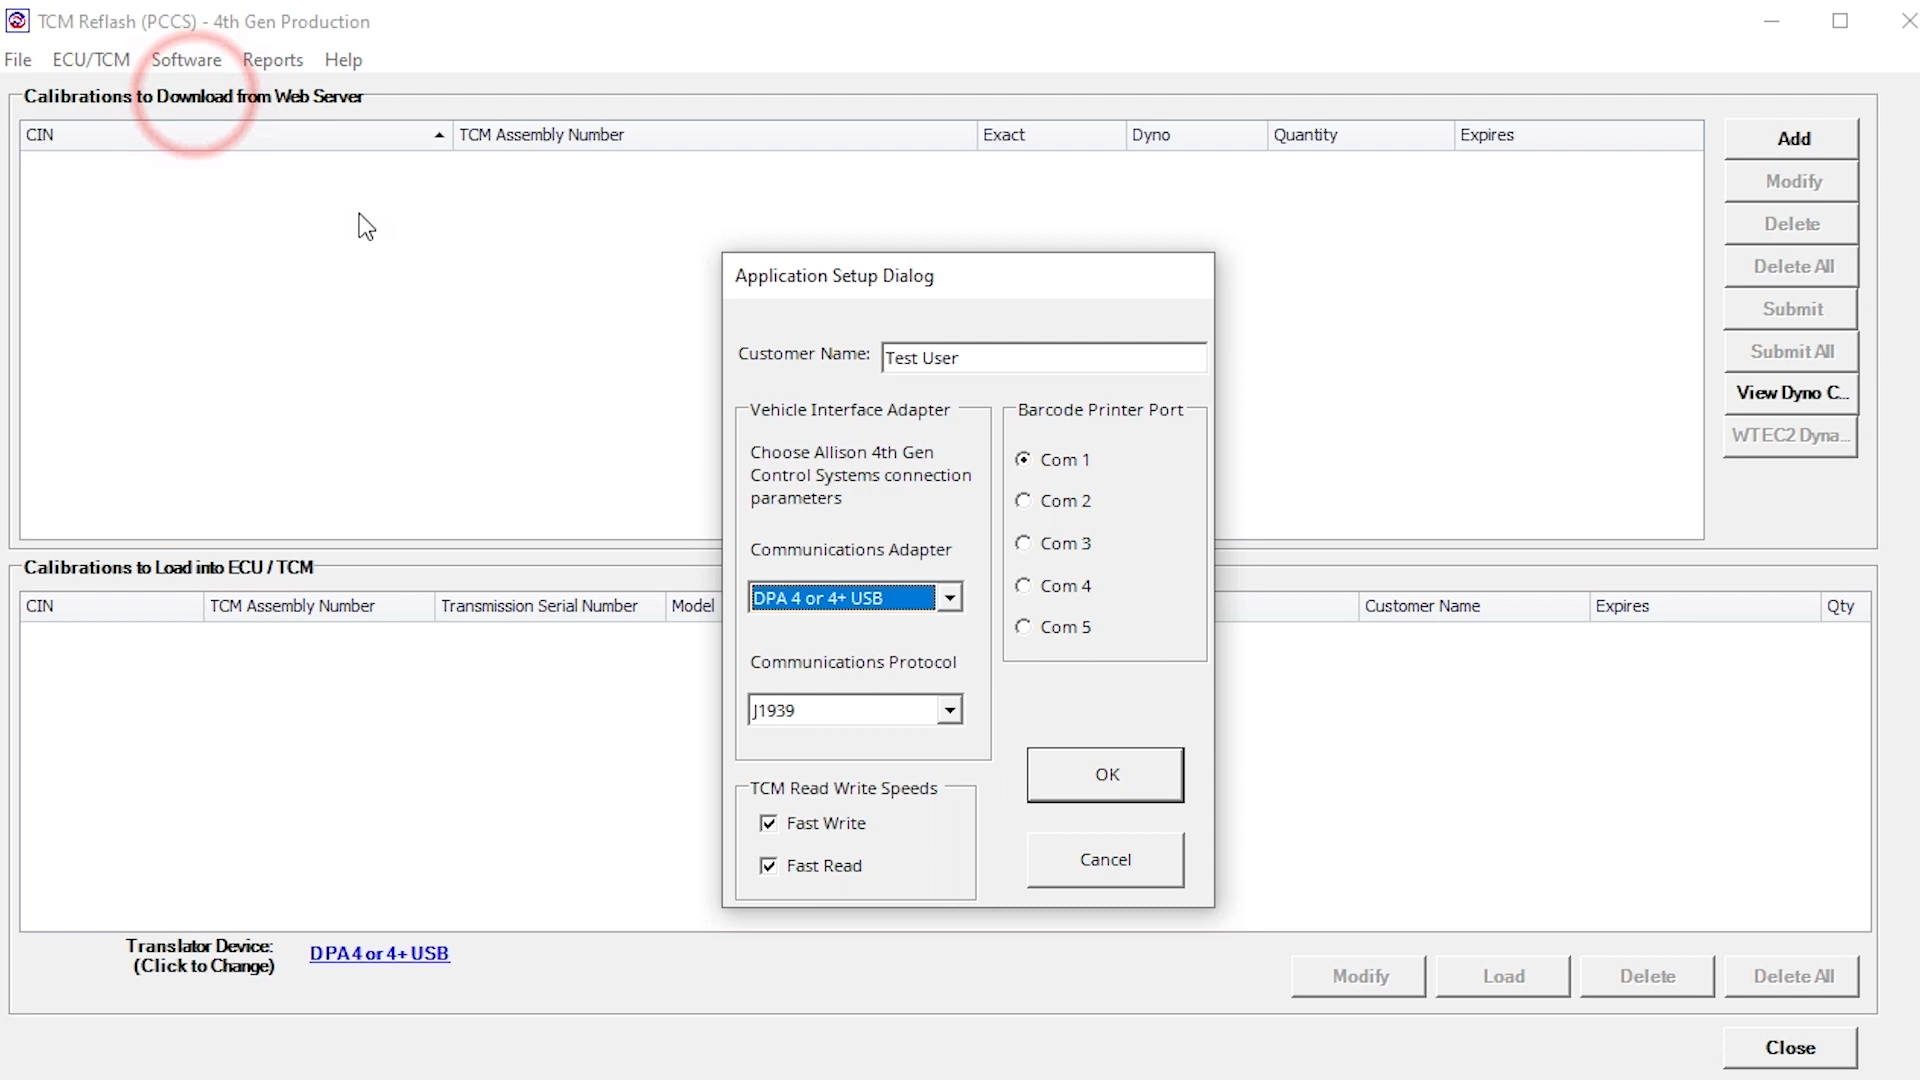 TCM Reflash (PCCS) - 4th Gen Production
File ECU/TCM Software Reports Help
Calibrations to Download from Web Server
CIN TCM Assembly Number Exact Dyno Quantity Expires
Add
Modify
Delete
Delete All
Submit
Submit All
View Dyno C...
WTEC2 Dyna...
Application Setup Dialog
Customer Name: Test User
Vehicle Interface Adapter
Choose Allison 4th Gen
Control Systems connection
parameters
Communications Adapter
DPA 4 or 4+ USB
Communications Protocol
J1939
Barcode Printer Port
Com 1
Com 2
Com 3
Com 4
Com 5
TCM Read Write Speeds
Fast Write
Fast Read
OK
Cancel
Calibrations to Load into ECU / TCM
CIN TCM Assembly Number Transmission Serial Number Model Customer Name Expires Qty
Translator Device: DPA 4 or 4+ USB
(Click to Change)
Modify Load Delete Delete All
Close